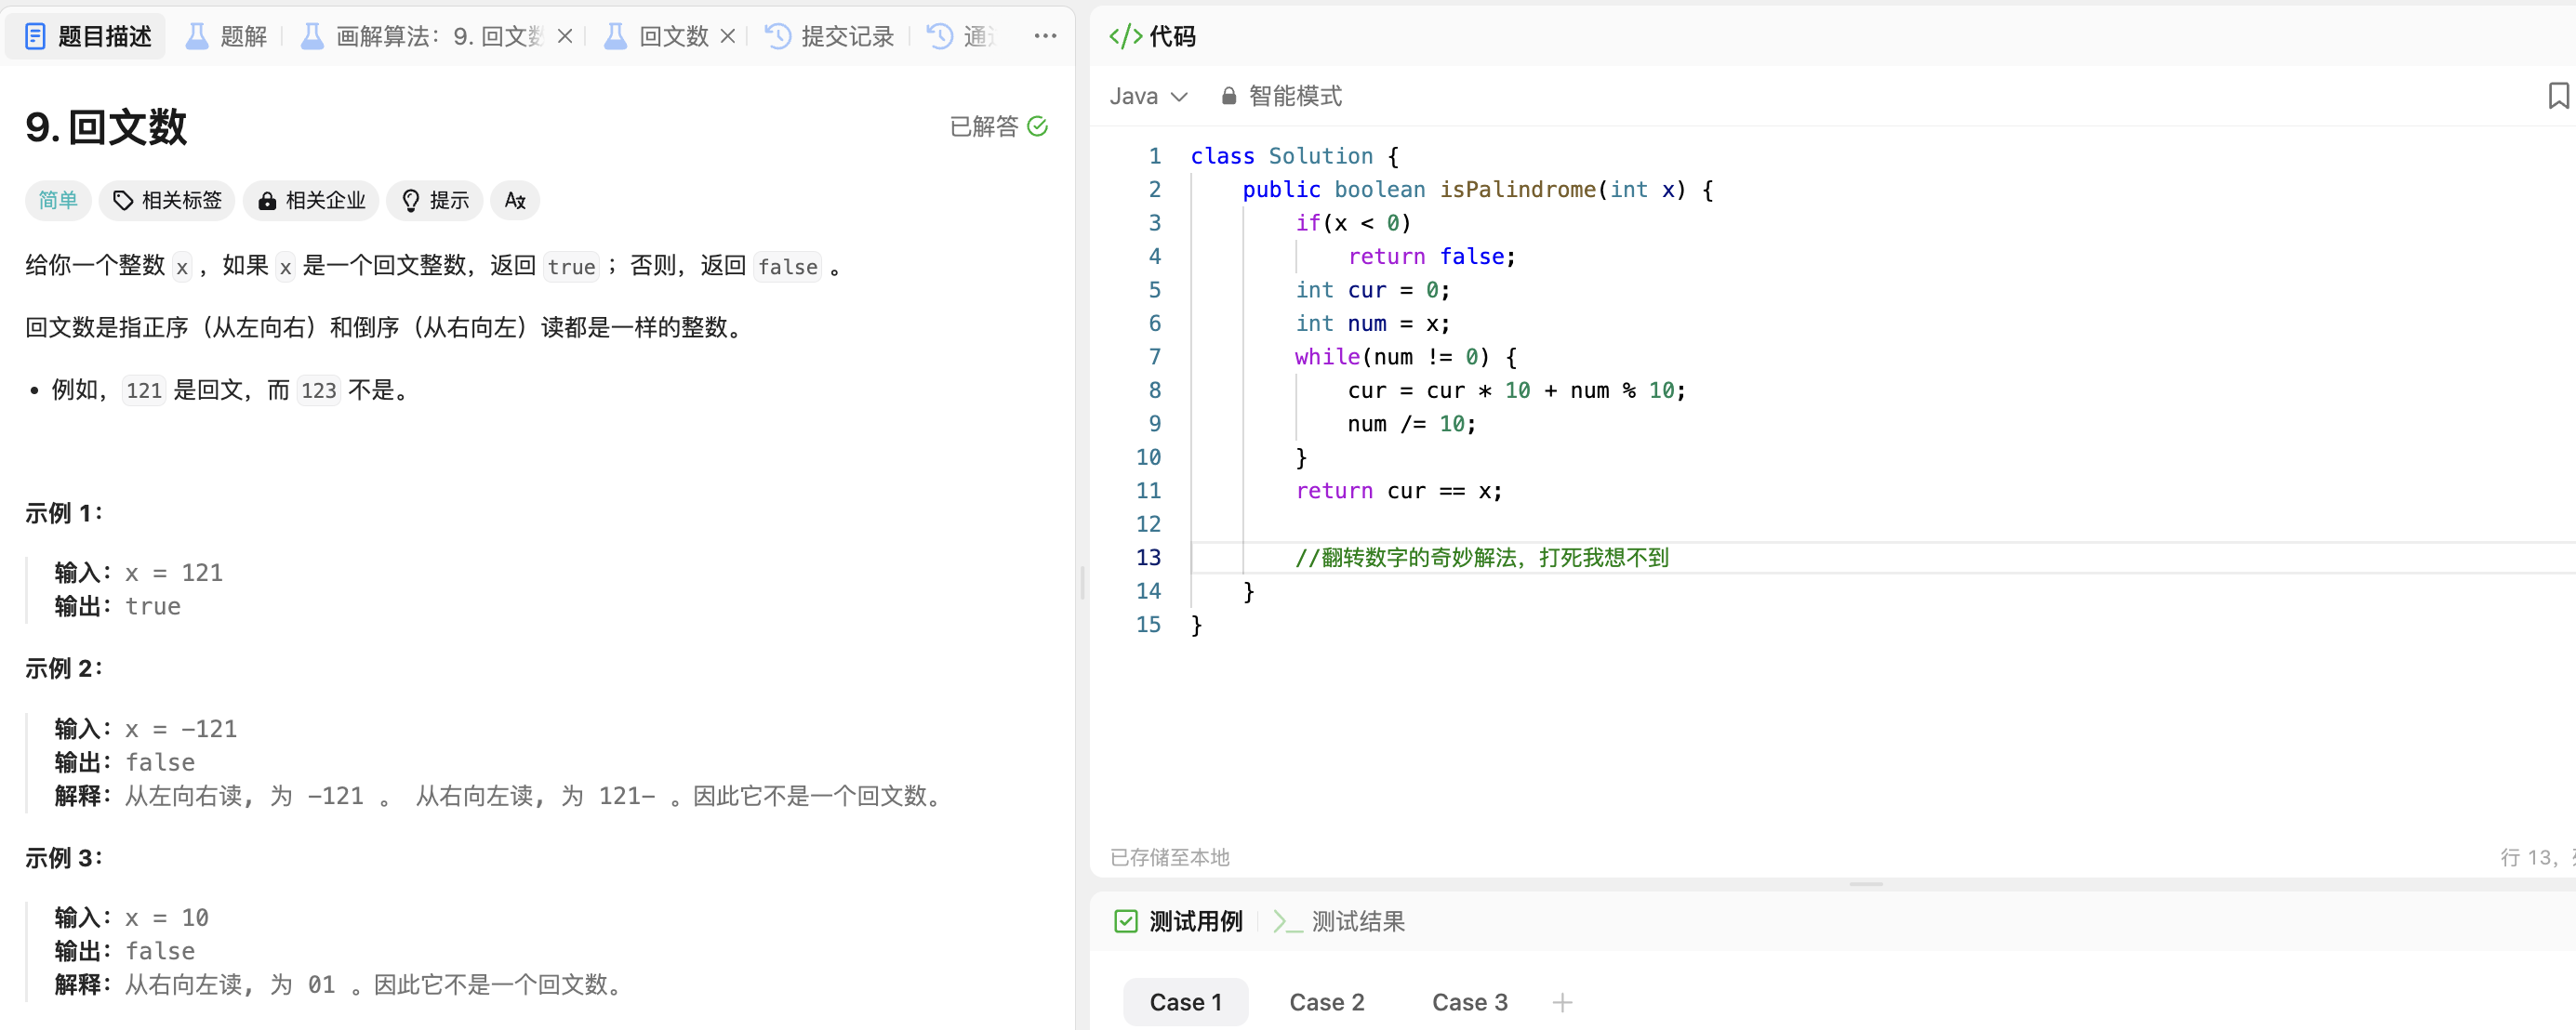 题目描述 题解 画解算法：9. 回文数 回文数 提交记录
9. 回文数
已解答
简单 相关标签 相关企业 提示
给你一个整数 x ，如果 x 是一个回文整数，返回 true ；否则，返回 false 。
回文数是指正序（从左向右）和倒序（从右向左）读都是一样的整数。
• 例如，121 是回文，而 123 不是。
示例 1：
输入：x = 121
输出：true
示例 2：
输入：x = -121
输出：false
解释：从左向右读, 为 -121 。 从右向左读, 为 121- 。因此它不是一个回文数。
示例 3：
输入：x = 10
输出：false
解释：从右向左读, 为 01 。因此它不是一个回文数。
</> 代码
Java 智能模式
1 class Solution {
2 public boolean isPalindrome(int x) {
3 if(x < 0)
4 return false;
5 int cur = 0;
6 int num = x;
7 while(num != 0) {
8 cur = cur * 10 + num % 10;
9 num /= 10;
10 }
11 return cur == x;
12
13 //翻转数字的奇妙解法，打死我想不到
14 }
15 }
已存储至本地
行 13，
测试用例 >_ 测试结果
Case 1 Case 2 Case 3 +